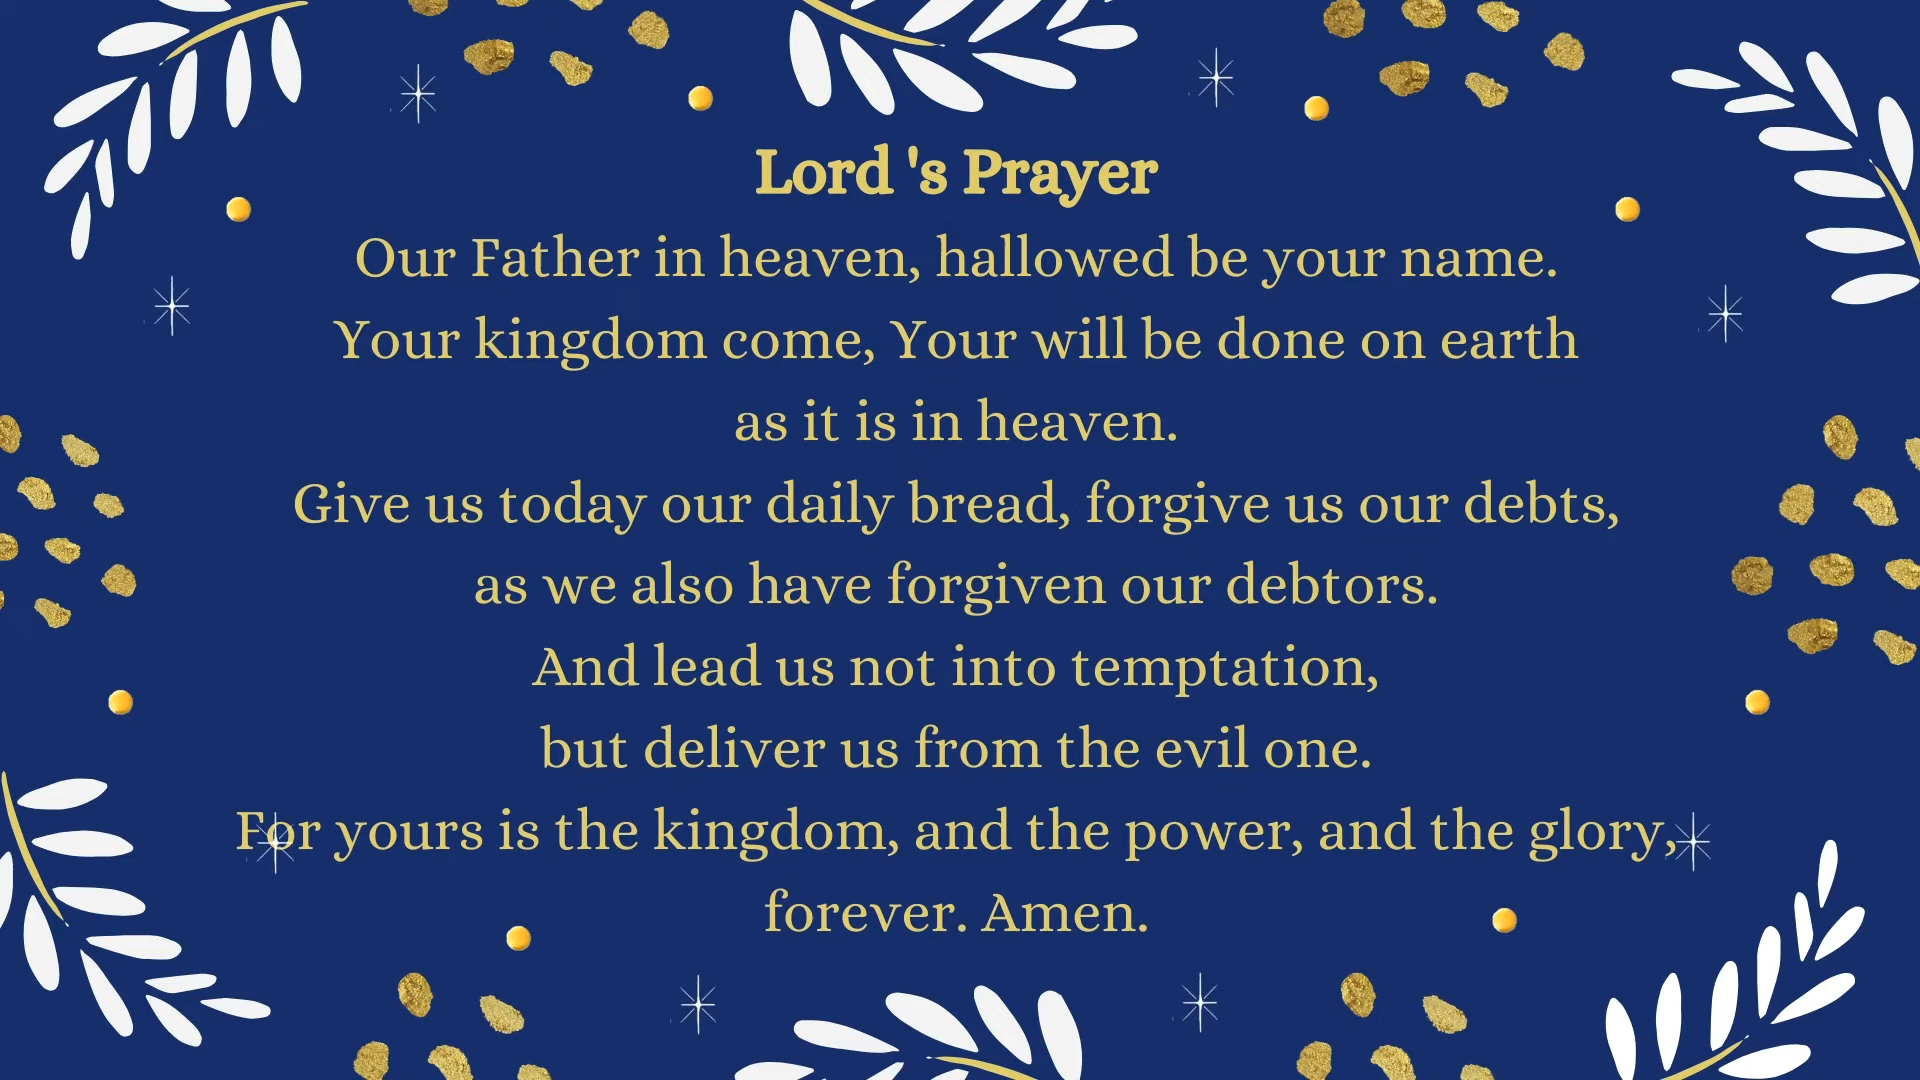 Lord 's Prayer
Our Father in heaven, hallowed be your name.
Your kingdom come, Your will be done on earth
as it is in heaven.
Give us today our daily bread, forgive us our debts,
as we also have forgiven our debtors.
And lead us not into temptation,
but deliver us from the evil one.
For yours is the kingdom, and the power, and the glory,
forever. Amen.